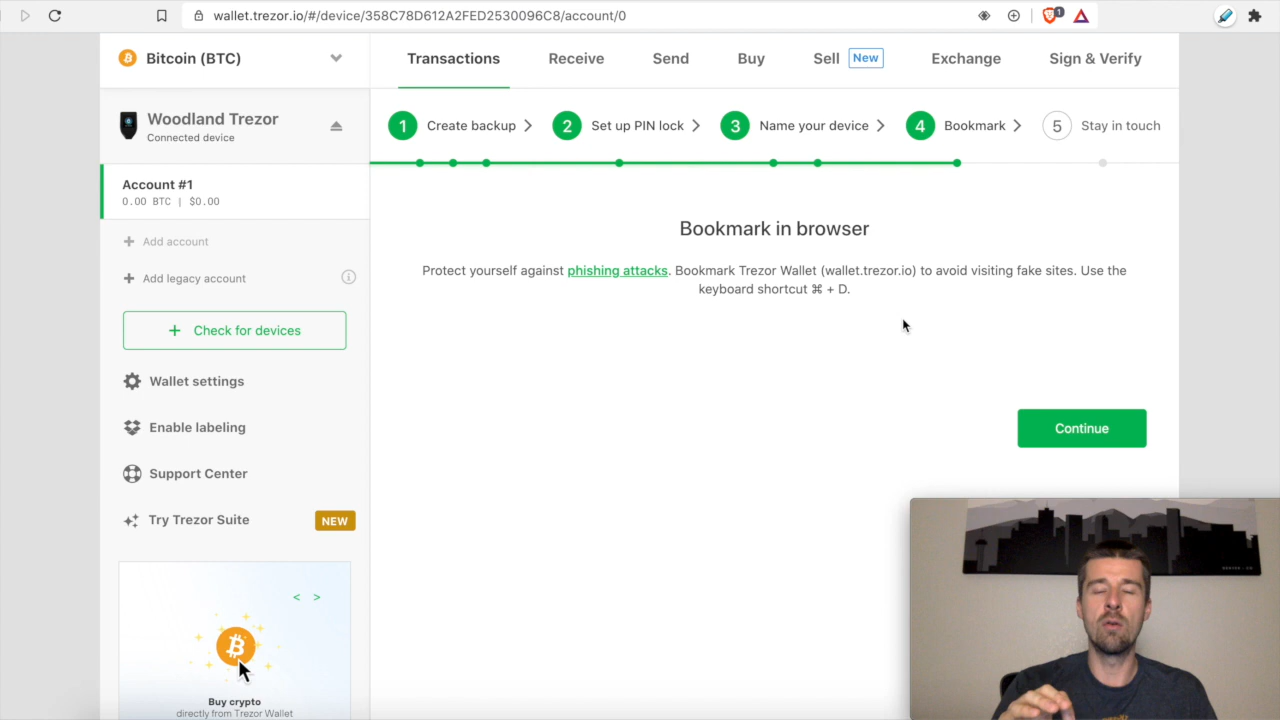 wallet.trezor.io/#/device/358C78D612A2FED2530096C8/account/0
1
Bitcoin (BTC)
Transactions
Receive
Send
Buy
Sell
New
Exchange
Sign & Verify
Woodland Trezor
Connected device
1 Create backup
2 Set up PIN lock
3 Name your device
4 Bookmark
5 Stay in touch
Account #1
0.00 BTC | $0.00
Add account
Add legacy account
Check for devices
Wallet settings
Enable labeling
Support Center
Try Trezor Suite
NEW
Bookmark in browser
Protect yourself against phishing attacks. Bookmark Trezor Wallet (wallet.trezor.io) to avoid visiting fake sites. Use the
keyboard shortcut ⌘ + D.
Continue
< >
Buy crypto
directly from Trezor Wallet